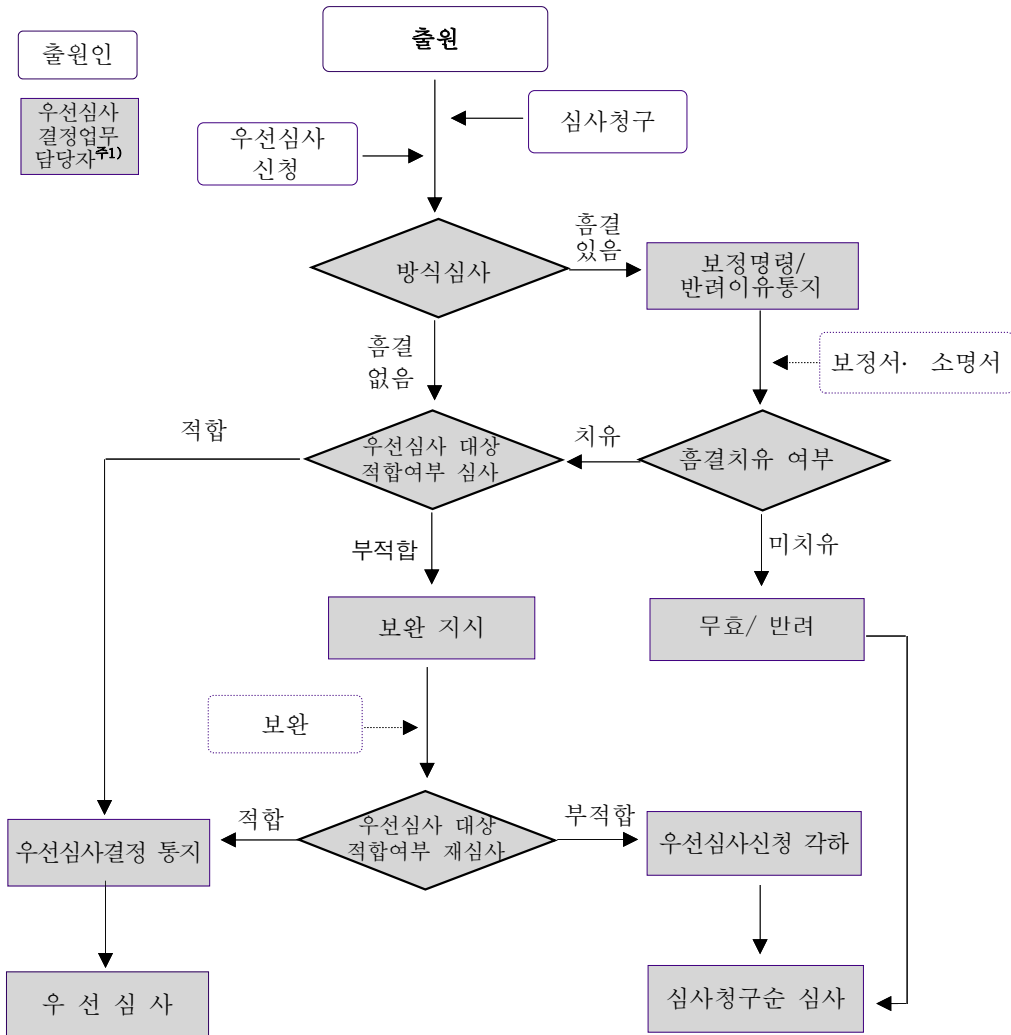 출원
출원인
우선심사
결정업무
담당자주1)
심사청구
우선심사
신청
흠결
있음
방식심사
보정명령/
반려이유통지
흠결
없음
보정서· 소명서
적합
우선심사 대상
적합여부 심사
치유
흠결치유 여부
부적합
미치유
보완 지시
무효/ 반려
보완
적합
우선심사 대상
적합여부 재심사
부적합
우선심사결정 통지
우선심사신청 각하
우 선 심 사
심사청구순 심사